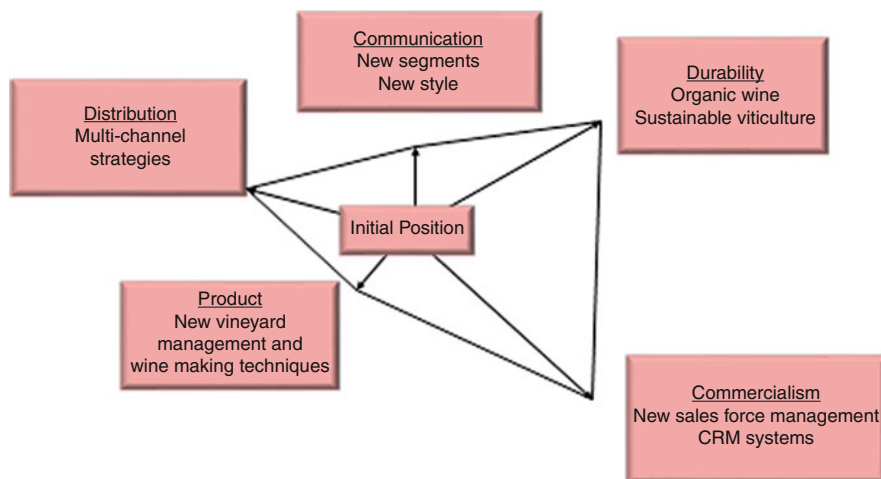 Communication
New segments
New style
Durability
Organic wine
Sustainable viticulture
Distribution
Multi-channel
strategies
Initial Position
Product
New vineyard
management and
wine making techniques
Commercialism
New sales force management
CRM systems